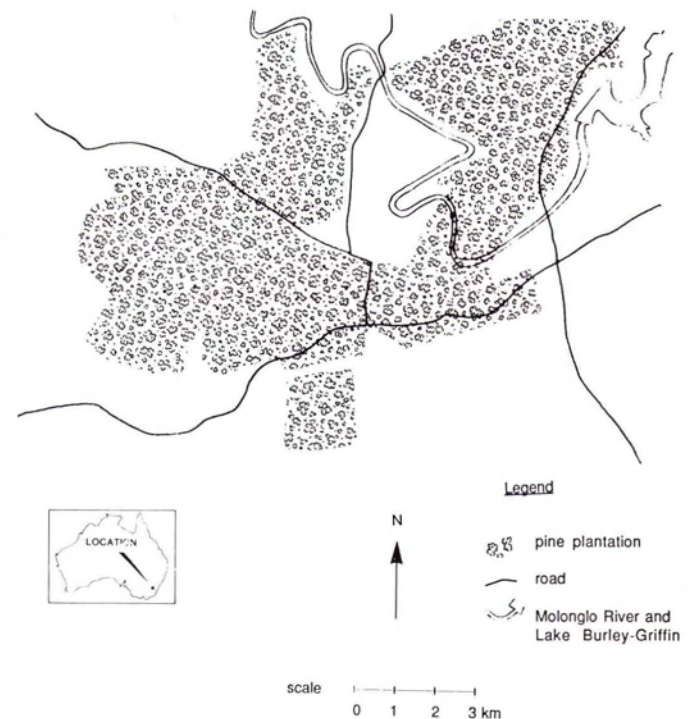 Legend
LOCATION
N
pine plantation
road
Molonglo River and
Lake Burley-Griffin
scale
0 1 2 3 km